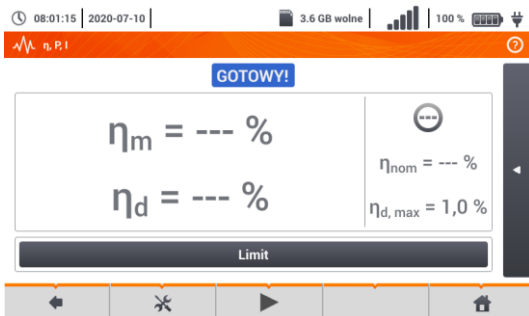 08:01:15 2020-07-10 3.6 GB wolne 100 %
η, P, I ?
GOTOWY!
ηm = --- %
ηd = --- %
---
ηnom = --- %
ηd, max = 1,0 %
Limit